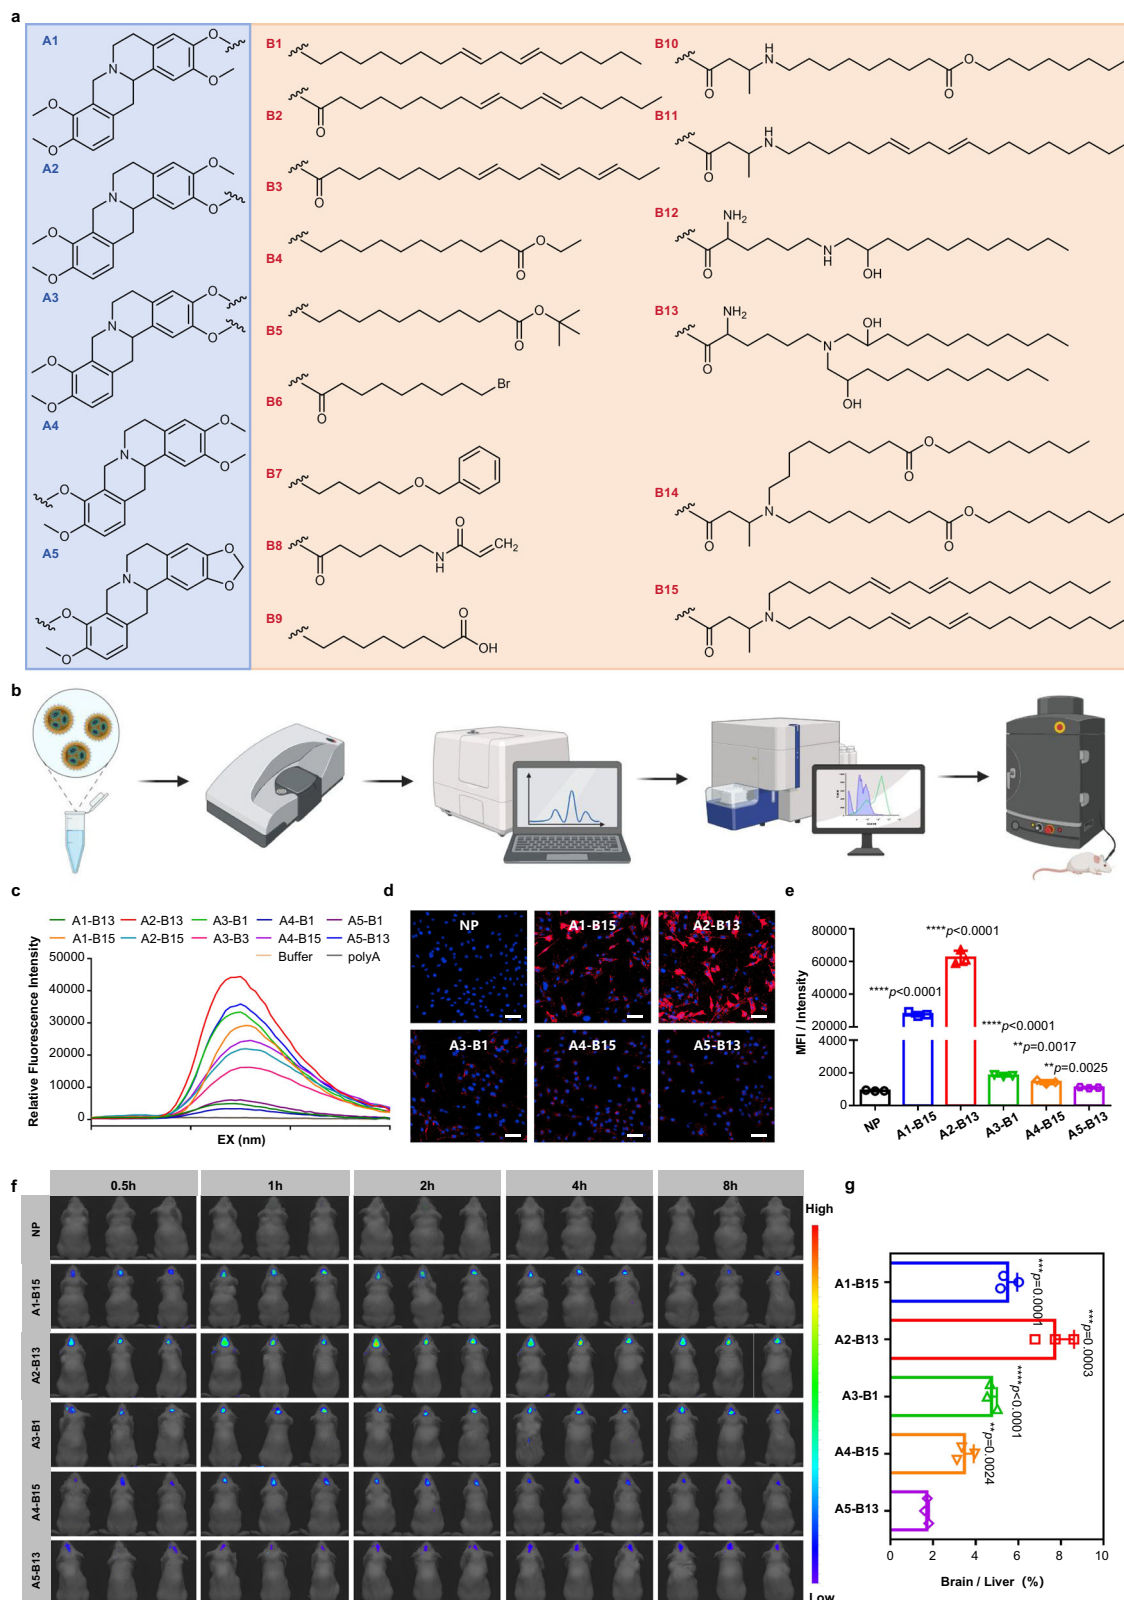 a
A1
A2
A3
A4
A5
O
O
N
O
O
O
N
O
O
O
O
N
O
O
O
O
N
O
O
O
O
N
O
O
O
B1
B2
O
B3
O
B4
O
O
B5
O
O
B6
Br
O
B7
O
B8
O
O
N
H
CH2
B9
O
OH
B10
H
N
O
O
O
B11
H
N
O
B12
NH2
O
N
H
OH
B13
NH2
OH
O
N
OH
O
O
B14
O
N
O
O
B15
N
O
b
c
A1-B13 A2-B13 A3-B1 A4-B1 A5-B1
A1-B15 A2-B15 A3-B3 A4-B15 A5-B13
Buffer polyA
Relative Fluorescence Intensity
50000
40000
30000
20000
10000
0
EX (nm)
d
NP A1-B15 A2-B13
A3-B1 A4-B15 A5-B13
e
MFI / Intensity
80000
60000
40000
20000
4000
2000
0
****p<0.0001
****p<0.0001
****p<0.0001
**p=0.0017
**p=0.0025
NP A1-B15 A2-B13 A3-B1 A4-B15 A5-B13
f
0.5h 1h 2h 4h 8h
NP
A1-B15
A2-B13
A3-B1
A4-B15
A5-B13
High
Low
g
A1-B15
A2-B13
A3-B1
A4-B15
A5-B13
***p=0.0001
***p=0.0003
****p<0.0001
**p=0.0024
0 2 4 6 8 10
Brain / Liver (%)